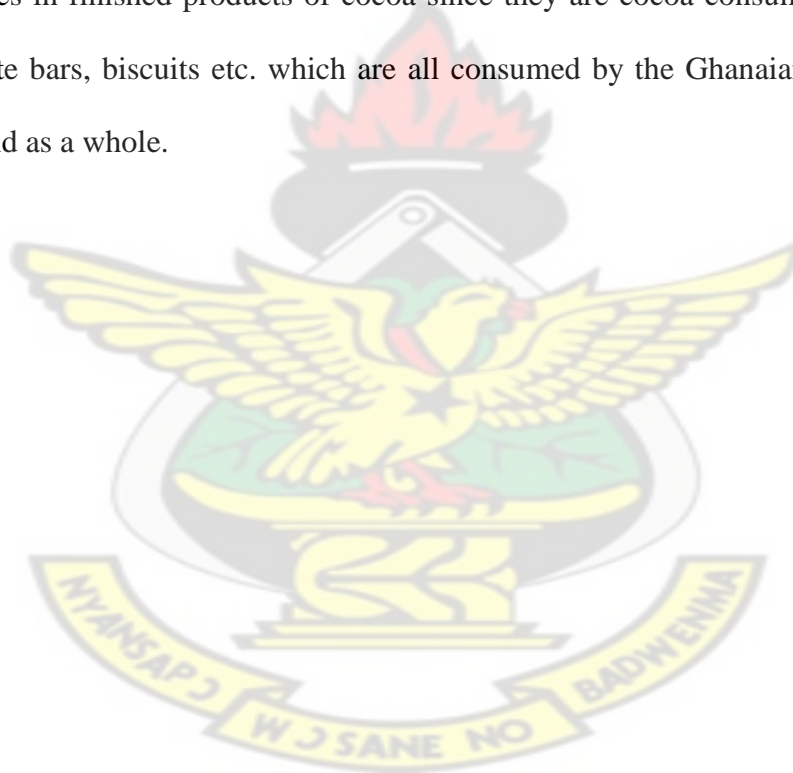 es in finished products of cocoa since they are cocoa consum
te bars, biscuits etc. which are all consumed by the Ghanaian
d as a whole.
NYANSAPƆ
WƆSANE NO
BADWENMA